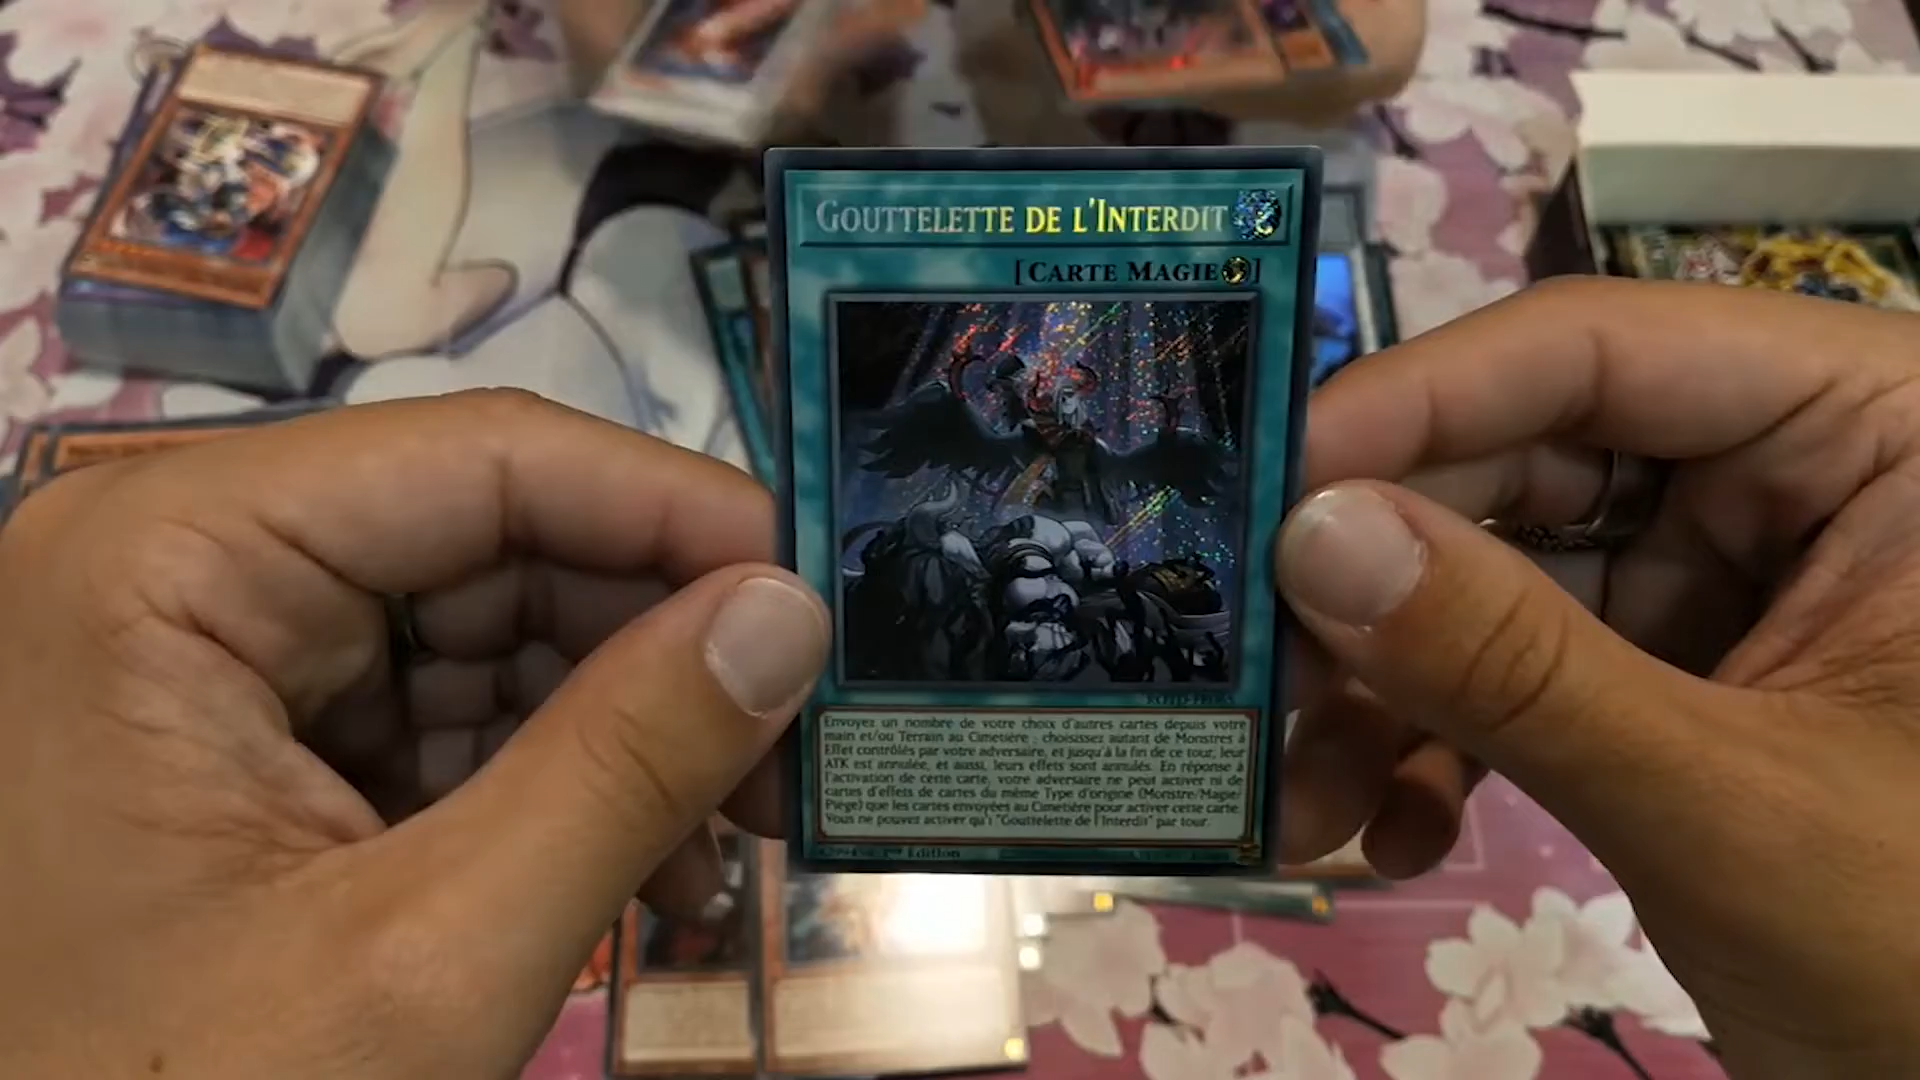 GOUTTELETTE DE L'INTERDIT
[CARTE MAGIE]
ROTD-FR065
Envoyez un nombre de votre choix d'autres cartes depuis votre
main et/ou Terrain au Cimetière ; choisissez autant de Monstres à
Effet contrôlés par votre adversaire, et jusqu'à la fin de ce tour, leur
ATK est annulée, et aussi, leurs effets sont annulés. En réponse à
l'activation de cette carte, votre adversaire ne peut activer ni de
cartes d'effets de cartes du même Type d'origine (Monstre/Magie/
Piège) que les cartes envoyées au Cimetière pour activer cette carte.
Vous ne pouvez activer qu'1 "Gouttelette de l'Interdit" par tour.
1re Édition